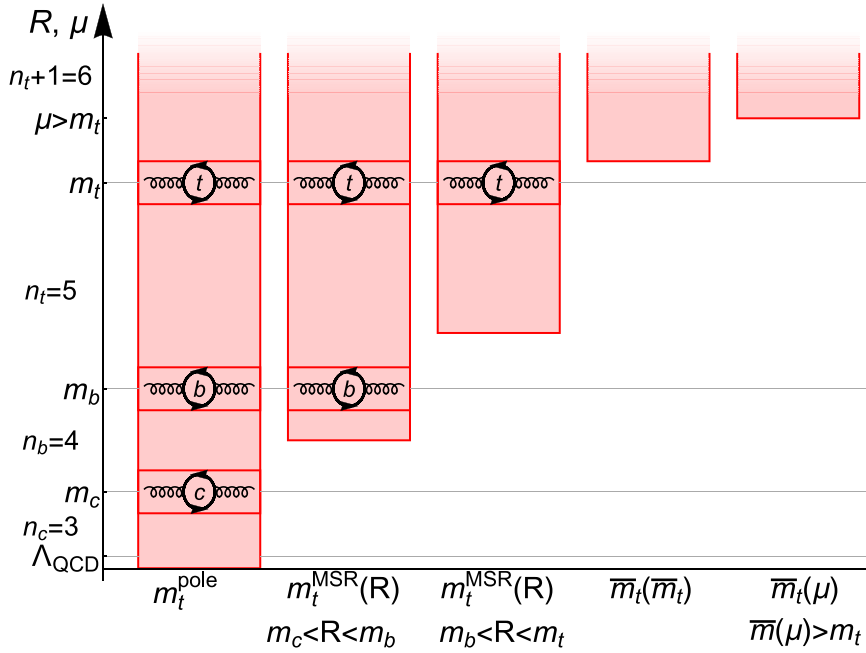 R, μ
n_t+1=6
μ>m_t
m_t
t
t
t
n_t=5
m_b
b
b
n_b=4
m_c
c
n_c=3
Λ_QCD
m_t^pole
m_t^MSR(R)
m_c<R<m_b
m_t^MSR(R)
m_b<R<m_t
m̅_t(m̅_t)
m̅_t(μ)
m̅(μ)>m_t